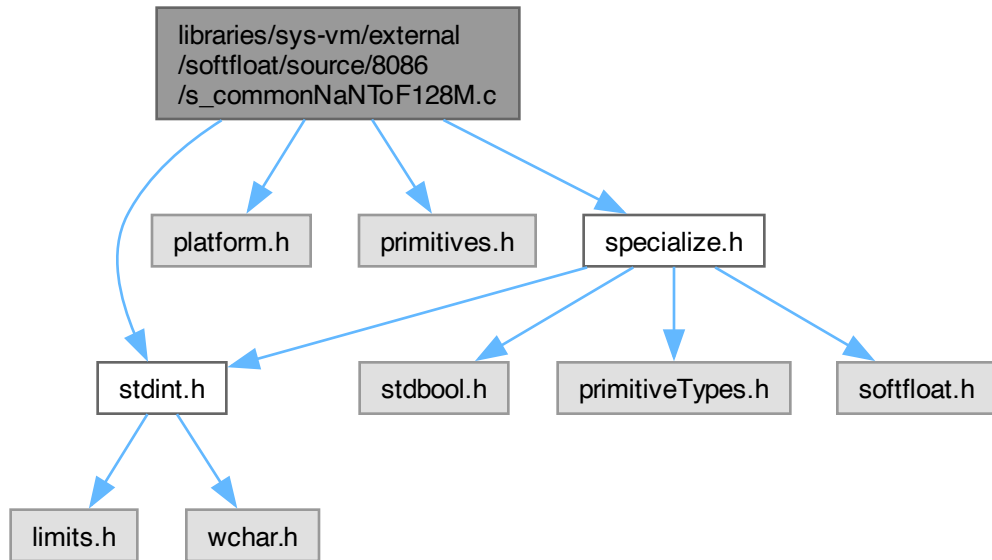 libraries/sys-vm/external
/softfloat/source/8086
/s_commonNaNToF128M.c
platform.h
primitives.h
specialize.h
stdint.h
stdbool.h
primitiveTypes.h
softfloat.h
limits.h
wchar.h